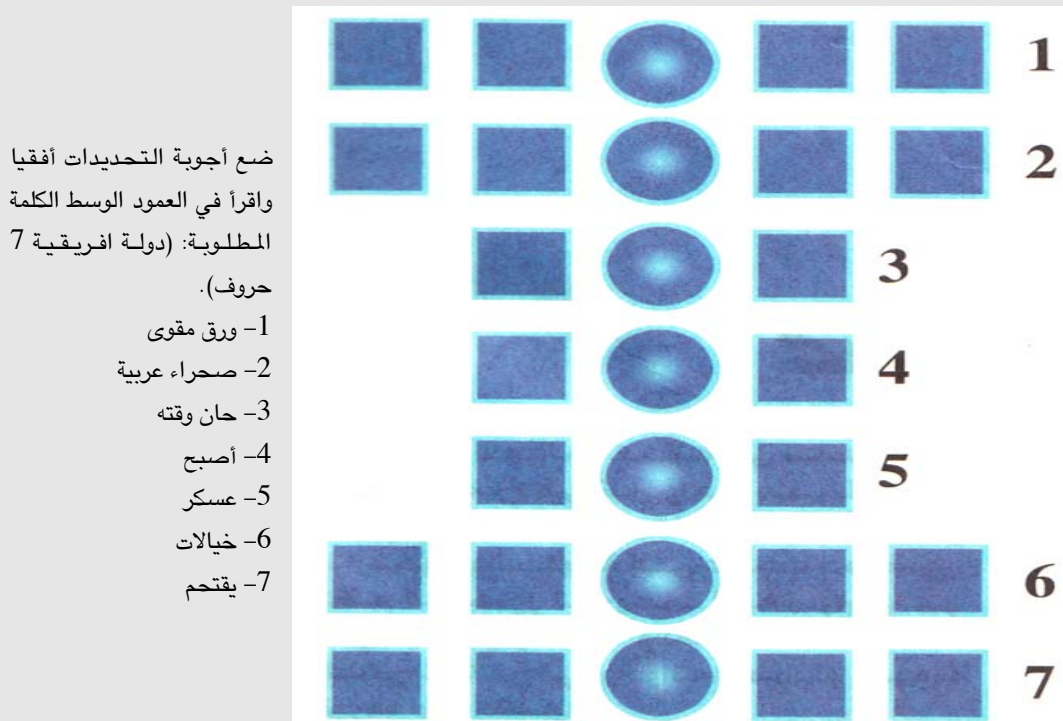 ضع أجوبة التحديدات أفقيا
واقرأ في العمود الوسط الكلمة
المطلوبة: (دولة افريقية 7
حروف).
1– ورق مقوى
2– صحراء عربية
3– حان وقته
4– أصبح
5– عسكر
6– خيالات
7– يقتحم
1
2
3
4
5
6
7